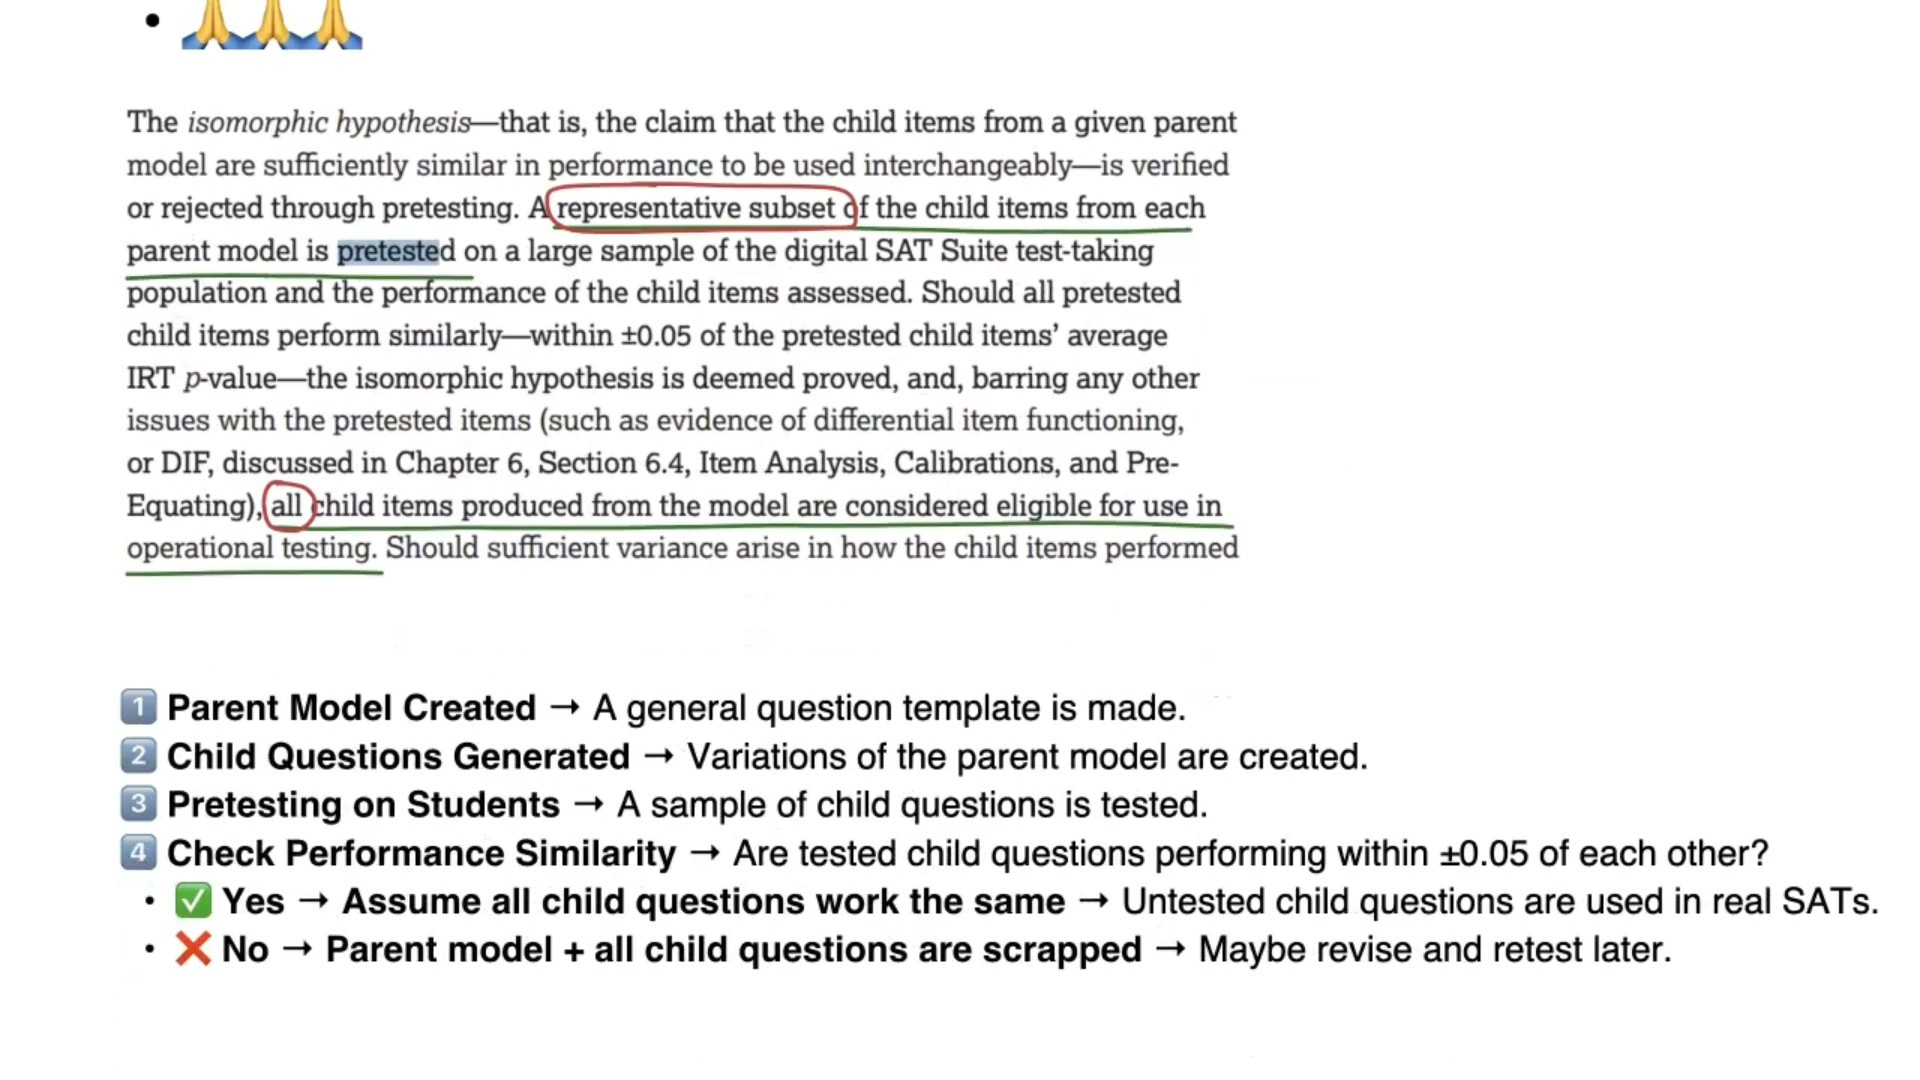 • 🙏🙏🙏
The isomorphic hypothesis—that is, the claim that the child items from a given parent
model are sufficiently similar in performance to be used interchangeably—is verified
or rejected through pretesting. A representative subset of the child items from each
parent model is pretested on a large sample of the digital SAT Suite test-taking
population and the performance of the child items assessed. Should all pretested
child items perform similarly—within ±0.05 of the pretested child items’ average
IRT p-value—the isomorphic hypothesis is deemed proved, and, barring any other
issues with the pretested items (such as evidence of differential item functioning,
or DIF, discussed in Chapter 6, Section 6.4, Item Analysis, Calibrations, and Pre-
Equating), all child items produced from the model are considered eligible for use in
operational testing. Should sufficient variance arise in how the child items performed
1️⃣ Parent Model Created → A general question template is made.
2️⃣ Child Questions Generated → Variations of the parent model are created.
3️⃣ Pretesting on Students → A sample of child questions is tested.
4️⃣ Check Performance Similarity → Are tested child questions performing within ±0.05 of each other?
• ✅ Yes → Assume all child questions work the same → Untested child questions are used in real SATs.
• ❌ No → Parent model + all child questions are scrapped → Maybe revise and retest later.